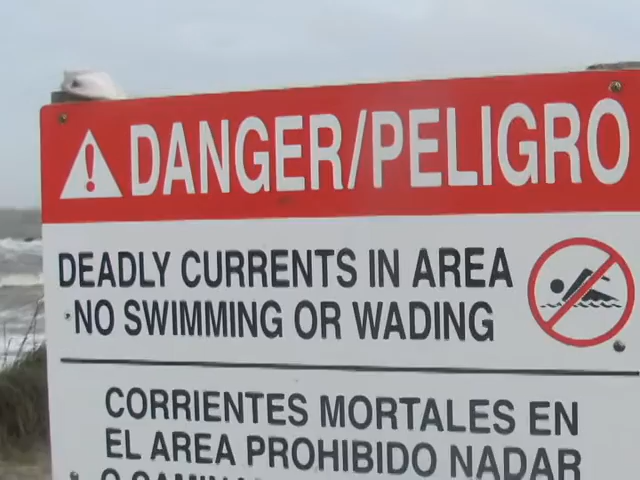 DANGER/PELIGRO
DEADLY CURRENTS IN AREA
NO SWIMMING OR WADING
CORRIENTES MORTALES EN
EL AREA PROHIBIDO NADAR
O